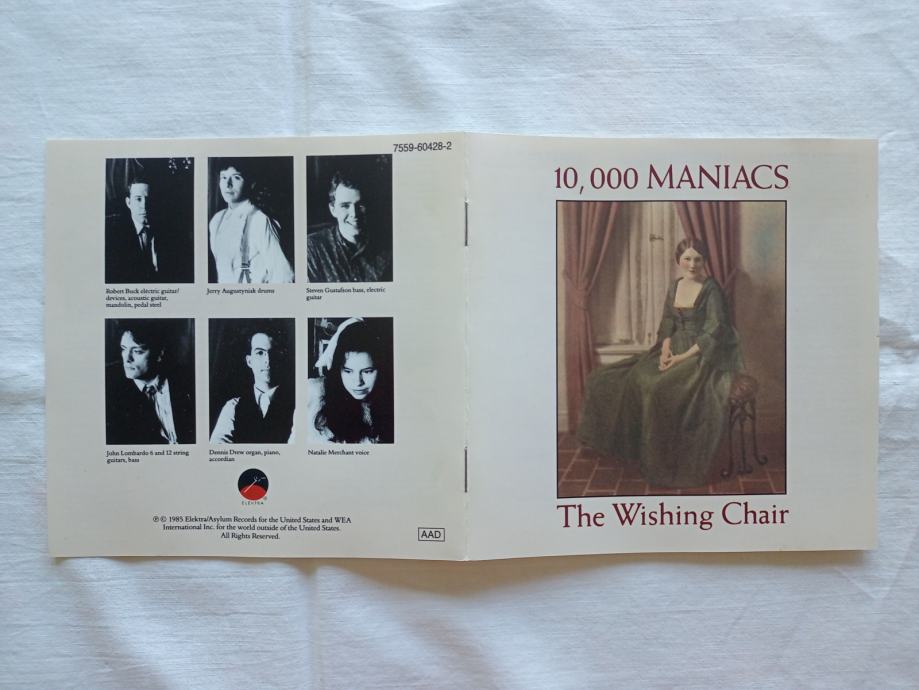 7559-60428-2
Robert Buck electric guitar/
devices, acoustic guitar,
mandolin, pedal steel
Jerry Augustyniak drums
Steven Gustafson bass, electric
guitar
John Lombardo 6 and 12 string
guitars, bass
Dennis Drew organ, piano,
accordian
Natalie Merchant voice
ELEKTRA
℗ © 1985 Elektra/Asylum Records for the United States and WEA
International Inc. for the world outside of the United States.
All Rights Reserved.
AAD
10,000 MANIACS
The Wishing Chair